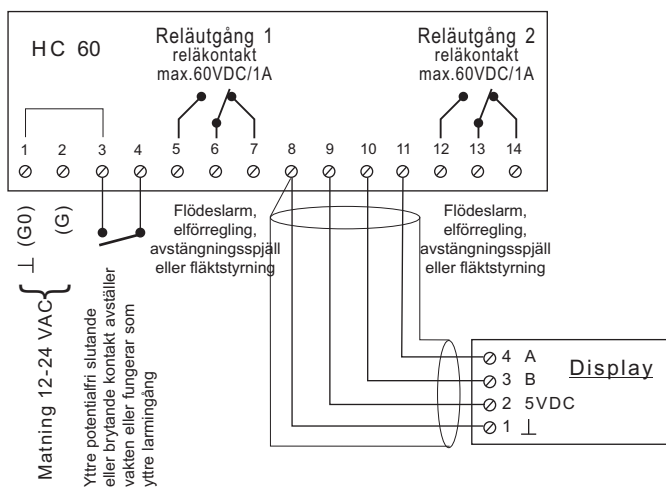 HC 60
Reläutgång 1
reläkontakt
max.60VDC/1A
Reläutgång 2
reläkontakt
max.60VDC/1A
1 2 3 4 5 6 7 8 9 10 11 12 13 14
⊥ (G0)
(G)
Matning 12-24 VAC
Yttre potentialfri slutande
eller brytande kontakt avställer
vakten eller fungerar som
yttre larmingång
Flödeslarm,
elförregling,
avstängningsspjäll
eller fläktstyrning
Flödeslarm,
elförregling,
avstängningsspjäll
eller fläktstyrning
Display
4 A
3 B
2 5VDC
1 ⊥